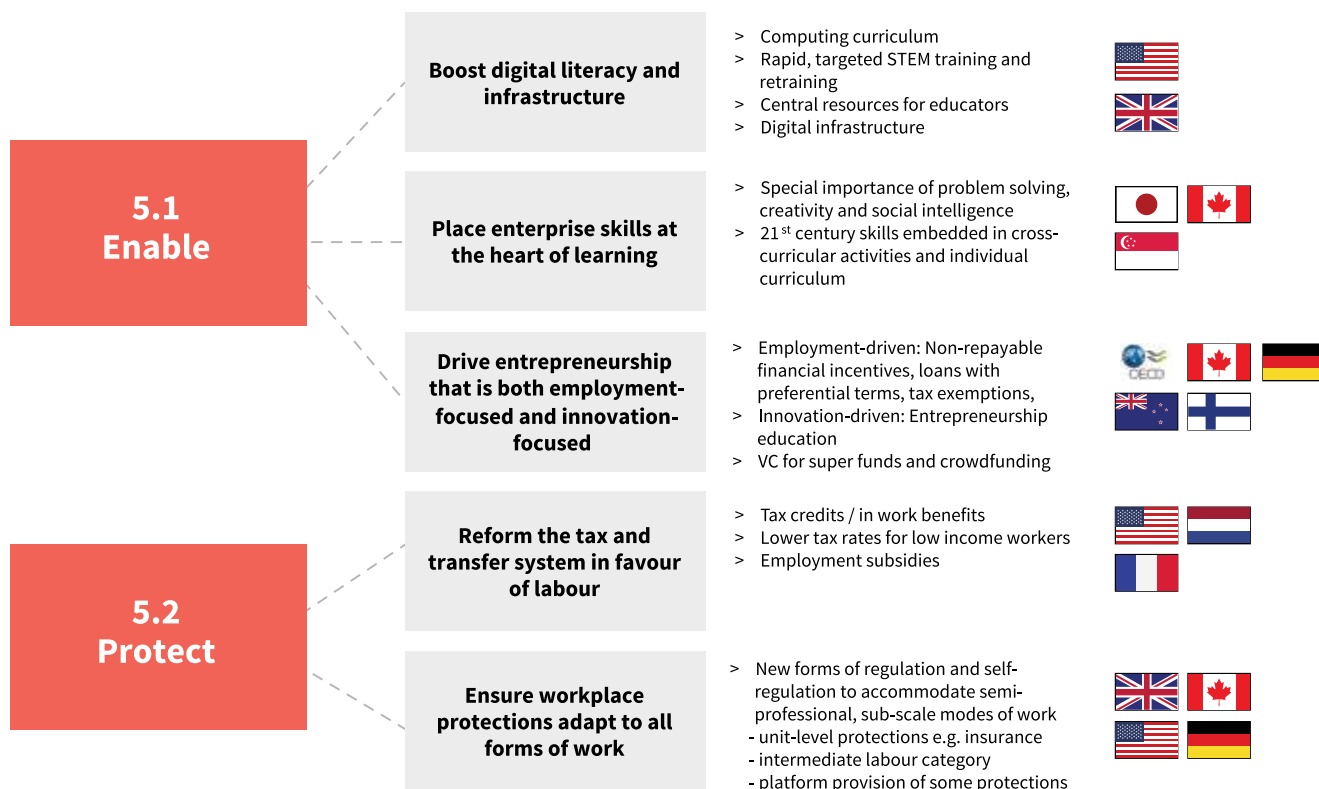 5.1
Enable
Boost digital literacy and
infrastructure
> Computing curriculum
> Rapid, targeted STEM training and
retraining
> Central resources for educators
> Digital infrastructure
Place enterprise skills at
the heart of learning
> Special importance of problem solving,
creativity and social intelligence
> 21st century skills embedded in cross-
curricular activities and individual
curriculum
Drive entrepreneurship
that is both employment-
focused and innovation-
focused
> Employment-driven: Non-repayable
financial incentives, loans with
preferential terms, tax exemptions,
> Innovation-driven: Entrepreneurship
education
> VC for super funds and crowdfunding
OECD
5.2
Protect
Reform the tax and
transfer system in favour
of labour
> Tax credits / in work benefits
> Lower tax rates for low income workers
> Employment subsidies
Ensure workplace
protections adapt to all
forms of work
> New forms of regulation and self-
regulation to accommodate semi-
professional, sub-scale modes of work
- unit-level protections e.g. insurance
- intermediate labour category
- platform provision of some protections